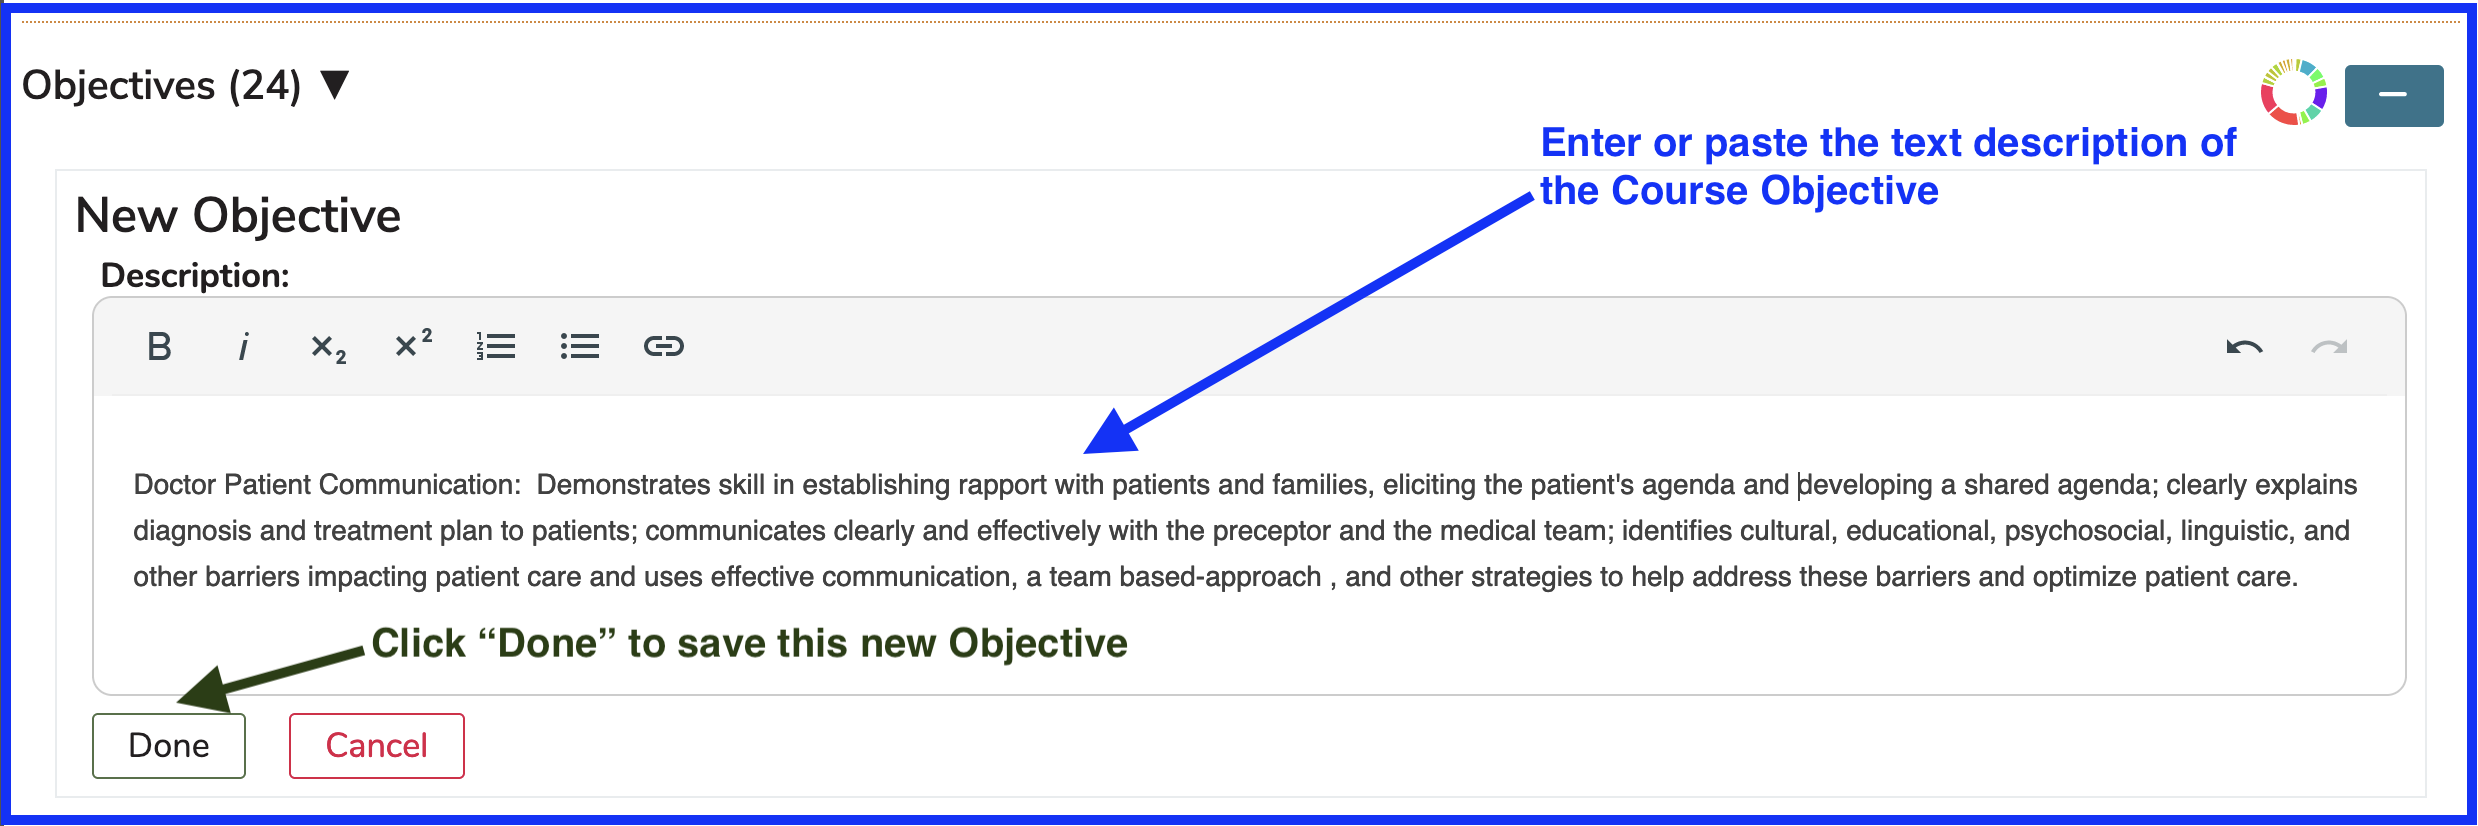 Objectives (24) ▼
Enter or paste the text description of
the Course Objective
New Objective
Description:
Doctor Patient Communication:  Demonstrates skill in establishing rapport with patients and families, eliciting the patient's agenda and developing a shared agenda; clearly explains
diagnosis and treatment plan to patients; communicates clearly and effectively with the preceptor and the medical team; identifies cultural, educational, psychosocial, linguistic, and
other barriers impacting patient care and uses effective communication, a team based-approach , and other strategies to help address these barriers and optimize patient care.
Click “Done” to save this new Objective
Done Cancel